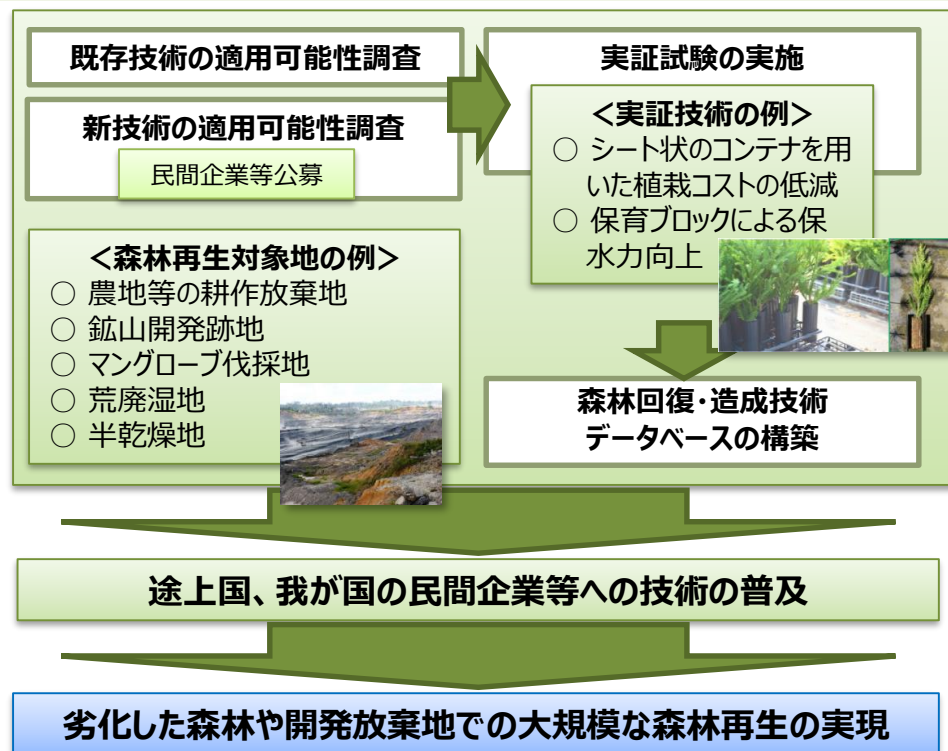 既存技術の適用可能性調査
新技術の適用可能性調査
民間企業等公募
<森林再生対象地の例>
○ 農地等の耕作放棄地
○ 鉱山開発跡地
○ マングローブ伐採地
○ 荒廃湿地
○ 半乾燥地
実証試験の実施
<実証技術の例>
○ シート状のコンテナを用
いた植栽コストの低減
○ 保育ブロックによる保
水力向上
森林回復・造成技術
データベースの構築
途上国、我が国の民間企業等への技術の普及
劣化した森林や開発放棄地での大規模な森林再生の実現